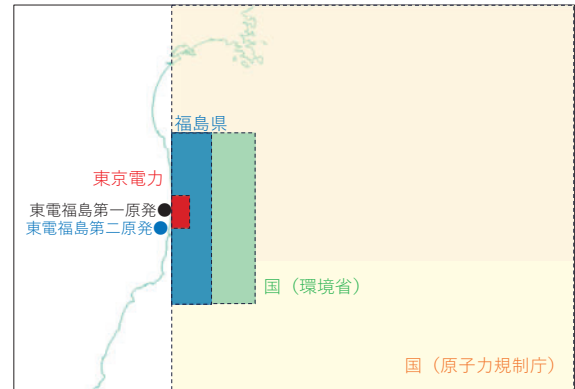 福島県
東京電力
東電福島第一原発
東電福島第二原発
国（環境省）
国（原子力規制庁）